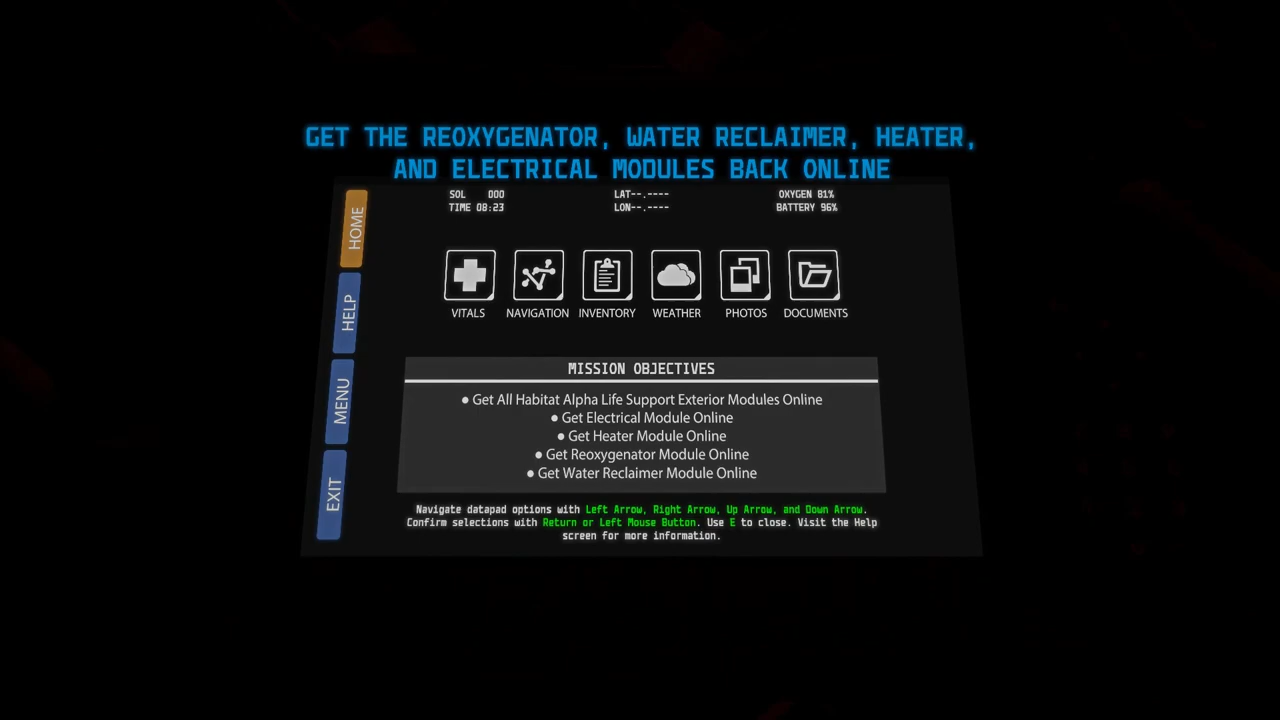 GET THE REOXYGENATOR, WATER RECLAIMER, HEATER,
AND ELECTRICAL MODULES BACK ONLINE
SOL 000
TIME 08:23
LAT--.----
LON--.----
OXYGEN 81%
BATTERY 96%
HOME
HELP
MENU
EXIT
VITALS
NAVIGATION
INVENTORY
WEATHER
PHOTOS
DOCUMENTS
MISSION OBJECTIVES
● Get All Habitat Alpha Life Support Exterior Modules Online
● Get Electrical Module Online
● Get Heater Module Online
● Get Reoxygenator Module Online
● Get Water Reclaimer Module Online
Navigate datapad options with Left Arrow, Right Arrow, Up Arrow, and Down Arrow.
Confirm selections with Return or Left Mouse Button. Use E to close. Visit the Help
screen for more information.